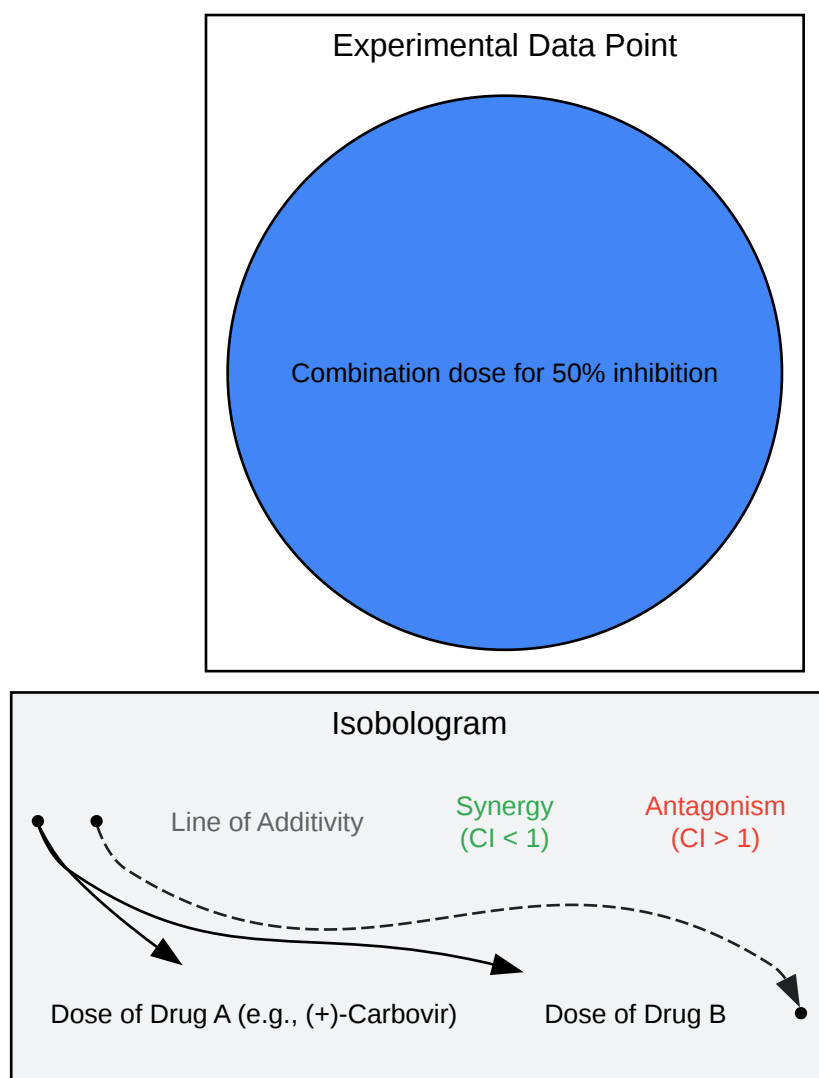 Experimental Data Point
Combination dose for 50% inhibition
Isobologram
Line of Additivity
Synergy
(CI < 1)
Antagonism
(CI > 1)
Dose of Drug A (e.g., (+)-Carbovir)
Dose of Drug B